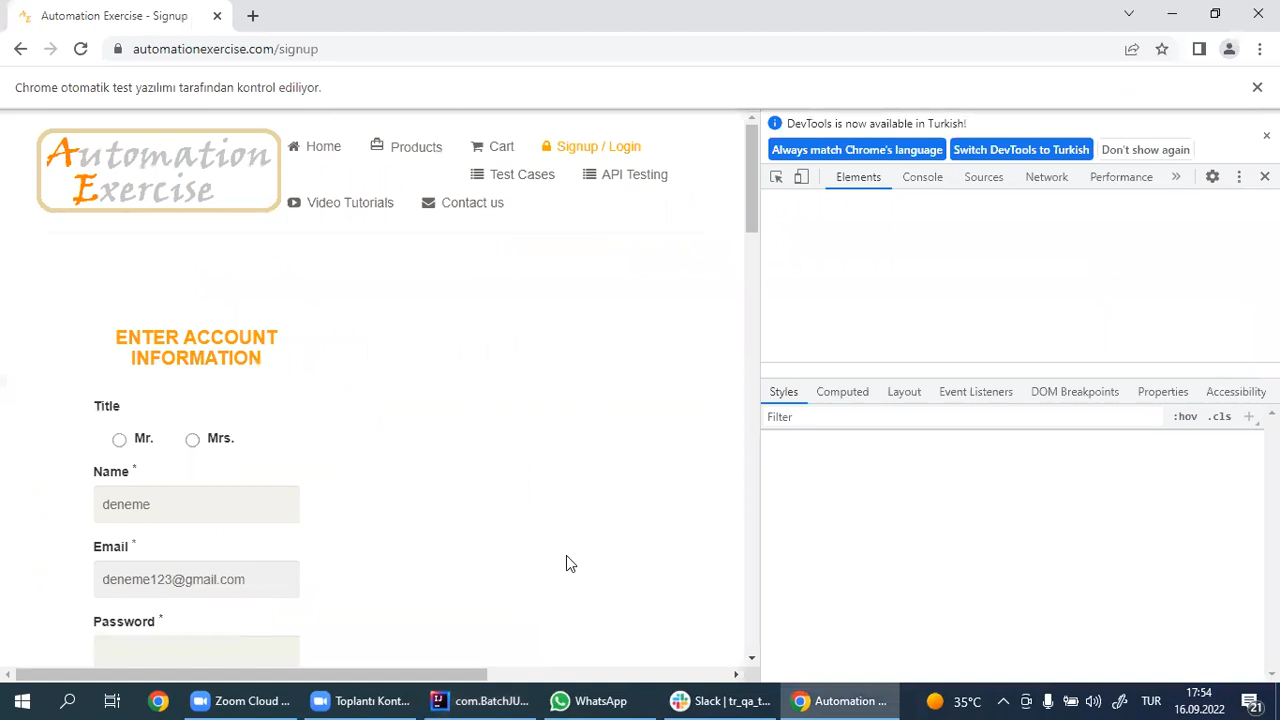 Automation Exercise - Signup
automationexercise.com/signup
Chrome otomatik test yazılımı tarafından kontrol ediliyor.
Automation
Exercise
Home
Products
Cart
Signup / Login
Test Cases
API Testing
Video Tutorials
Contact us
ENTER ACCOUNT
INFORMATION
Title
Mr.
Mrs.
Name *
deneme
Email *
deneme123@gmail.com
Password *
DevTools is now available in Turkish!
Always match Chrome's language
Switch DevTools to Turkish
Don't show again
Elements
Console
Sources
Network
Performance
»
Styles
Computed
Layout
Event Listeners
DOM Breakpoints
Properties
Accessibility
Filter
:hov
.cls
Zoom Cloud ...
Toplantı Kont...
com.BatchJU...
WhatsApp
Slack | tr_qa_t...
Automation ...
35°C
TUR
17:54
16.09.2022
21